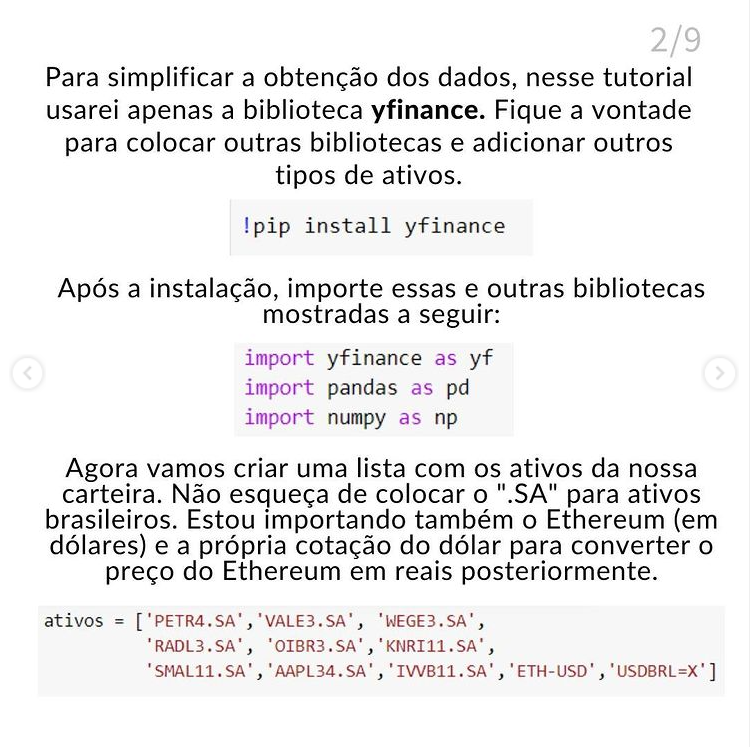 2/9
Para simplificar a obtenção dos dados, nesse tutorial
usarei apenas a biblioteca yfinance. Fique a vontade
para colocar outras bibliotecas e adicionar outros
tipos de ativos.
!pip install yfinance
Após a instalação, importe essas e outras bibliotecas
mostradas a seguir:
import yfinance as yf
import pandas as pd
import numpy as np
Agora vamos criar uma lista com os ativos da nossa
carteira. Não esqueça de colocar o ".SA" para ativos
brasileiros. Estou importando também o Ethereum (em
dólares) e a própria cotação do dólar para converter o
preço do Ethereum em reais posteriormente.
ativos = ['PETR4.SA','VALE3.SA', 'WEGE3.SA',
'RADL3.SA', 'OIBR3.SA','KNRI11.SA',
'SMAL11.SA','AAPL34.SA','IVVB11.SA','ETH-USD','USDBRL=X']